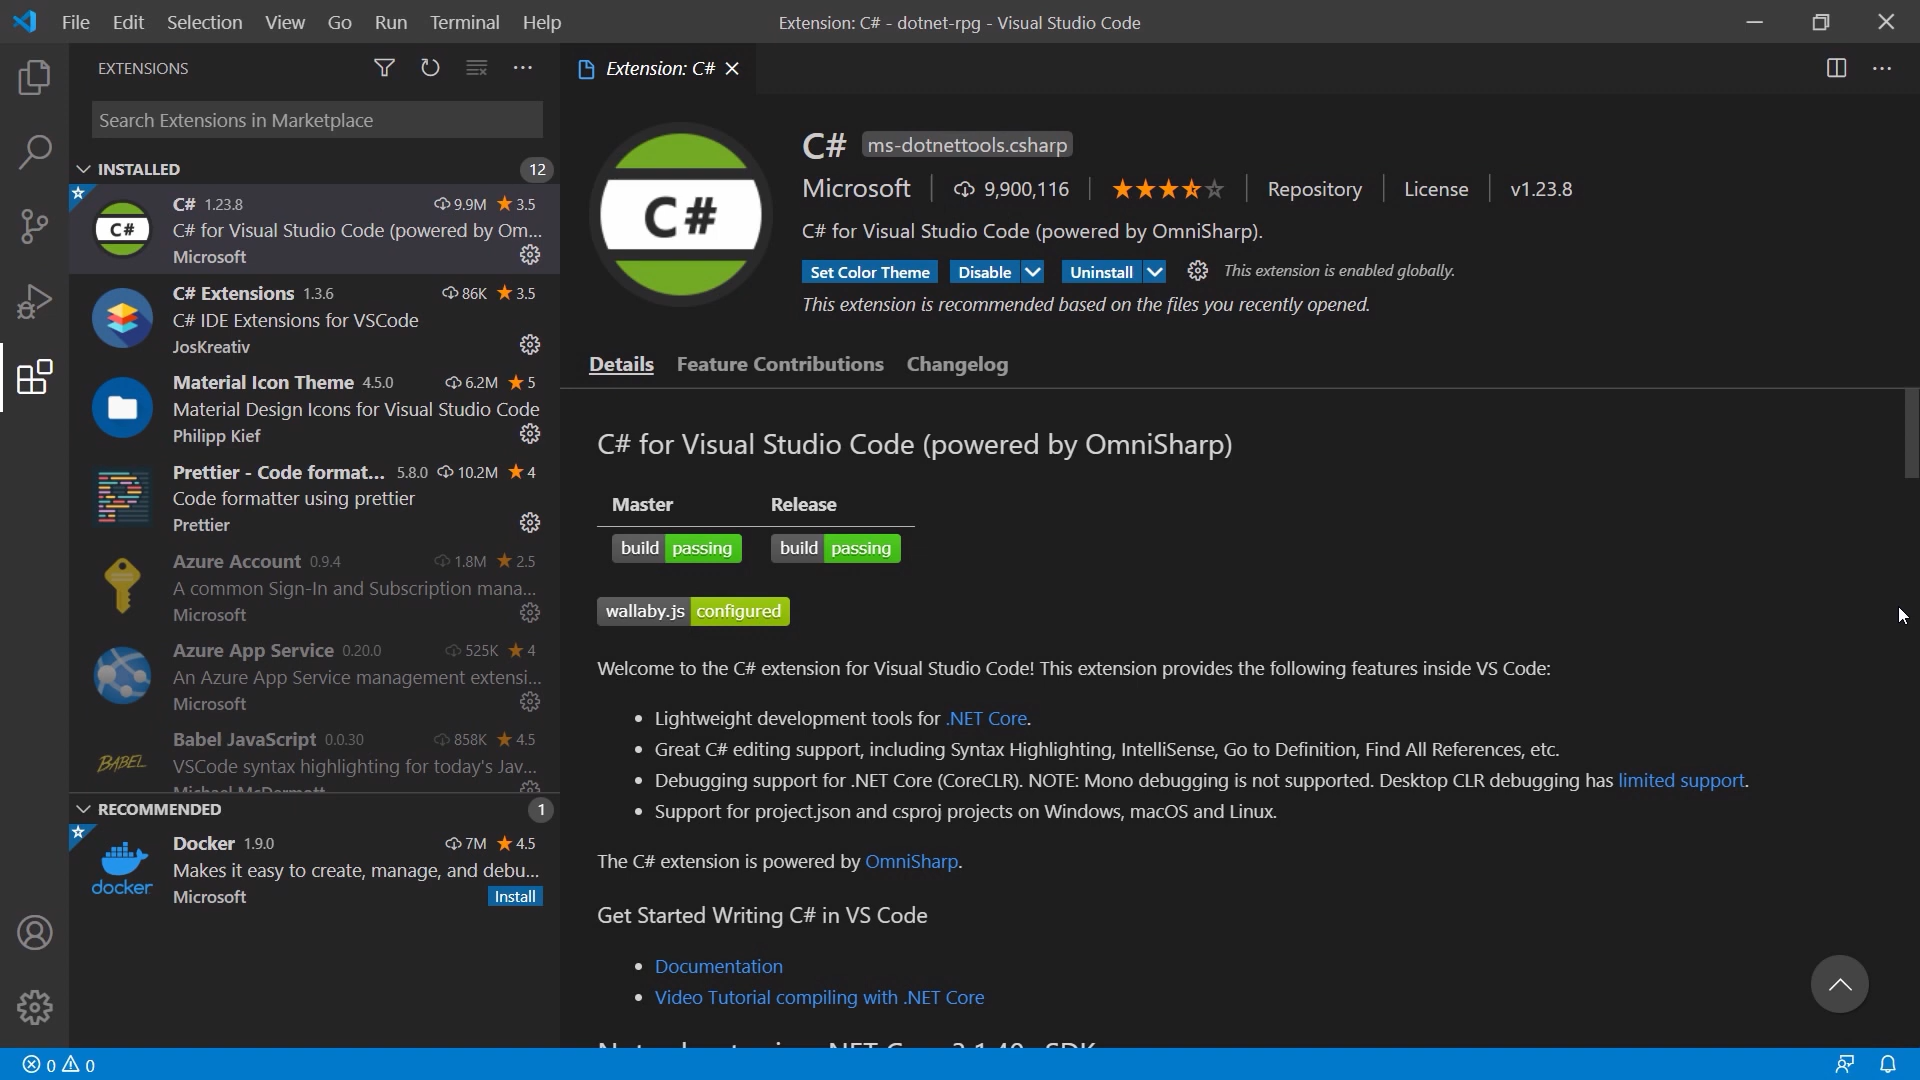 File Edit Selection View Go Run Terminal Help
Extension: C# - dotnet-rpg - Visual Studio Code
EXTENSIONS
Search Extensions in Marketplace
INSTALLED 12
C#
C# 1.23.8 9.9M 3.5
C# for Visual Studio Code (powered by Om...
Microsoft
C# Extensions 1.3.6 86K 3.5
C# IDE Extensions for VSCode
JosKreativ
Material Icon Theme 4.5.0 6.2M 5
Material Design Icons for Visual Studio Code
Philipp Kief
Prettier - Code format... 5.8.0 10.2M 4
Code formatter using prettier
Prettier
Azure Account 0.9.4 1.8M 2.5
A common Sign-In and Subscription mana...
Microsoft
Azure App Service 0.20.0 525K 4
An Azure App Service management extensi...
Microsoft
BABEL
Babel JavaScript 0.0.30 858K 4.5
VSCode syntax highlighting for today's Jav...
Michael McDermott
RECOMMENDED 1
docker
Docker 1.9.0 7M 4.5
Makes it easy to create, manage, and debu...
Microsoft Install
Extension: C#
C#
C# ms-dotnettools.csharp
Microsoft 9,900,116 Repository License v1.23.8
C# for Visual Studio Code (powered by OmniSharp).
Set Color Theme Disable Uninstall This extension is enabled globally.
This extension is recommended based on the files you recently opened.
Details Feature Contributions Changelog
C# for Visual Studio Code (powered by OmniSharp)
Master Release
build passing build passing
wallaby.js configured
Welcome to the C# extension for Visual Studio Code! This extension provides the following features inside VS Code:
• Lightweight development tools for .NET Core.
• Great C# editing support, including Syntax Highlighting, IntelliSense, Go to Definition, Find All References, etc.
• Debugging support for .NET Core (CoreCLR). NOTE: Mono debugging is not supported. Desktop CLR debugging has limited support.
• Support for project.json and csproj projects on Windows, macOS and Linux.
The C# extension is powered by OmniSharp.
Get Started Writing C# in VS Code
• Documentation
• Video Tutorial compiling with .NET Core
0 0